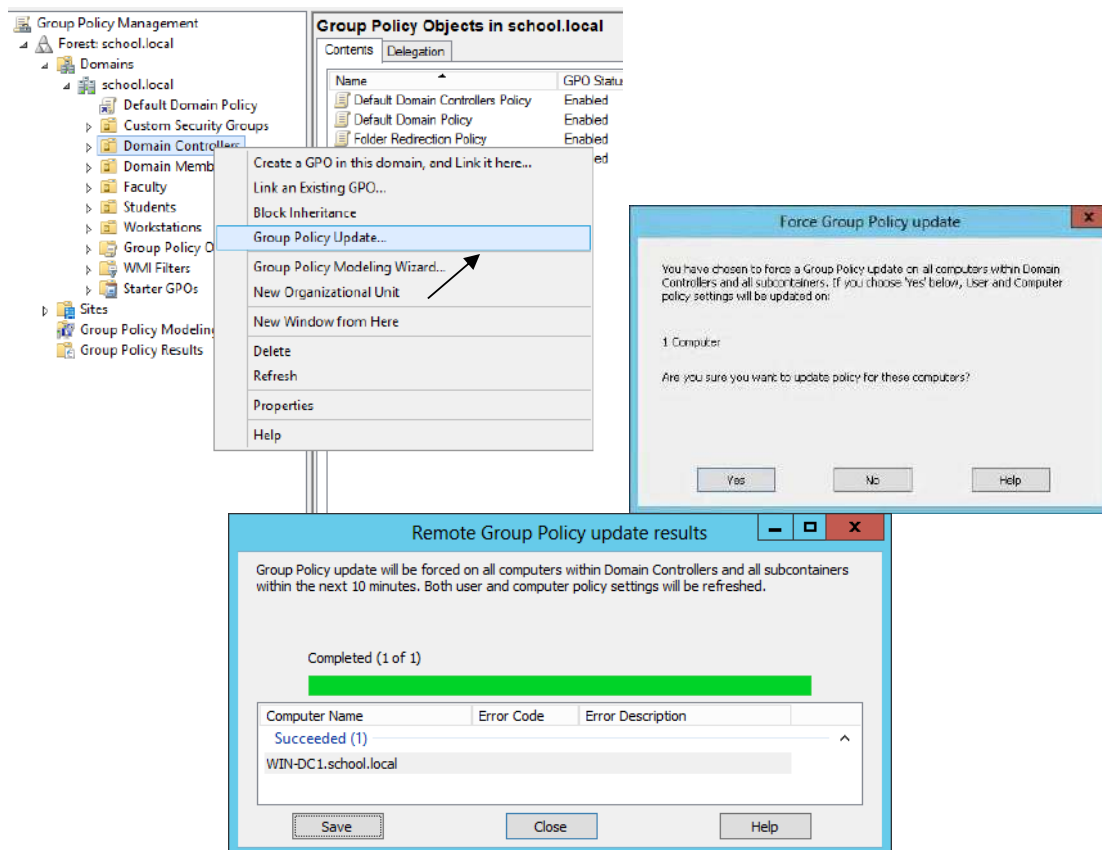 Group Policy Management
Forest: school.local
Domains
school.local
Default Domain Policy
Custom Security Groups
Domain Controllers
Domain Memb
Faculty
Students
Workstations
Group Policy O
WMI Filters
Starter GPOs
Sites
Group Policy Modeling
Group Policy Results
Group Policy Objects in school.local
Contents Delegation
Name GPO Statu
Default Domain Controllers Policy Enabled
Default Domain Policy Enabled
Folder Redirection Policy Enabled
ed
Create a GPO in this domain, and Link it here...
Link an Existing GPO...
Block Inheritance
Group Policy Update...
Group Policy Modeling Wizard...
New Organizational Unit
New Window from Here
Delete
Refresh
Properties
Help
Force Group Policy update
x
You have chosen to force a Group Policy update on all computers within Domain
Controllers and all subcontainers. If you choose 'Yes' below, User and Computer
policy settings will be updated on:
1 Computer
Are you sure you want to update policy for these computers?
Yes No Help
Remote Group Policy update results
x
Group Policy update will be forced on all computers within Domain Controllers and all subcontainers
within the next 10 minutes. Both user and computer policy settings will be refreshed.
Completed (1 of 1)
Computer Name Error Code Error Description
Succeeded (1)
WIN-DC1.school.local
Save Close Help